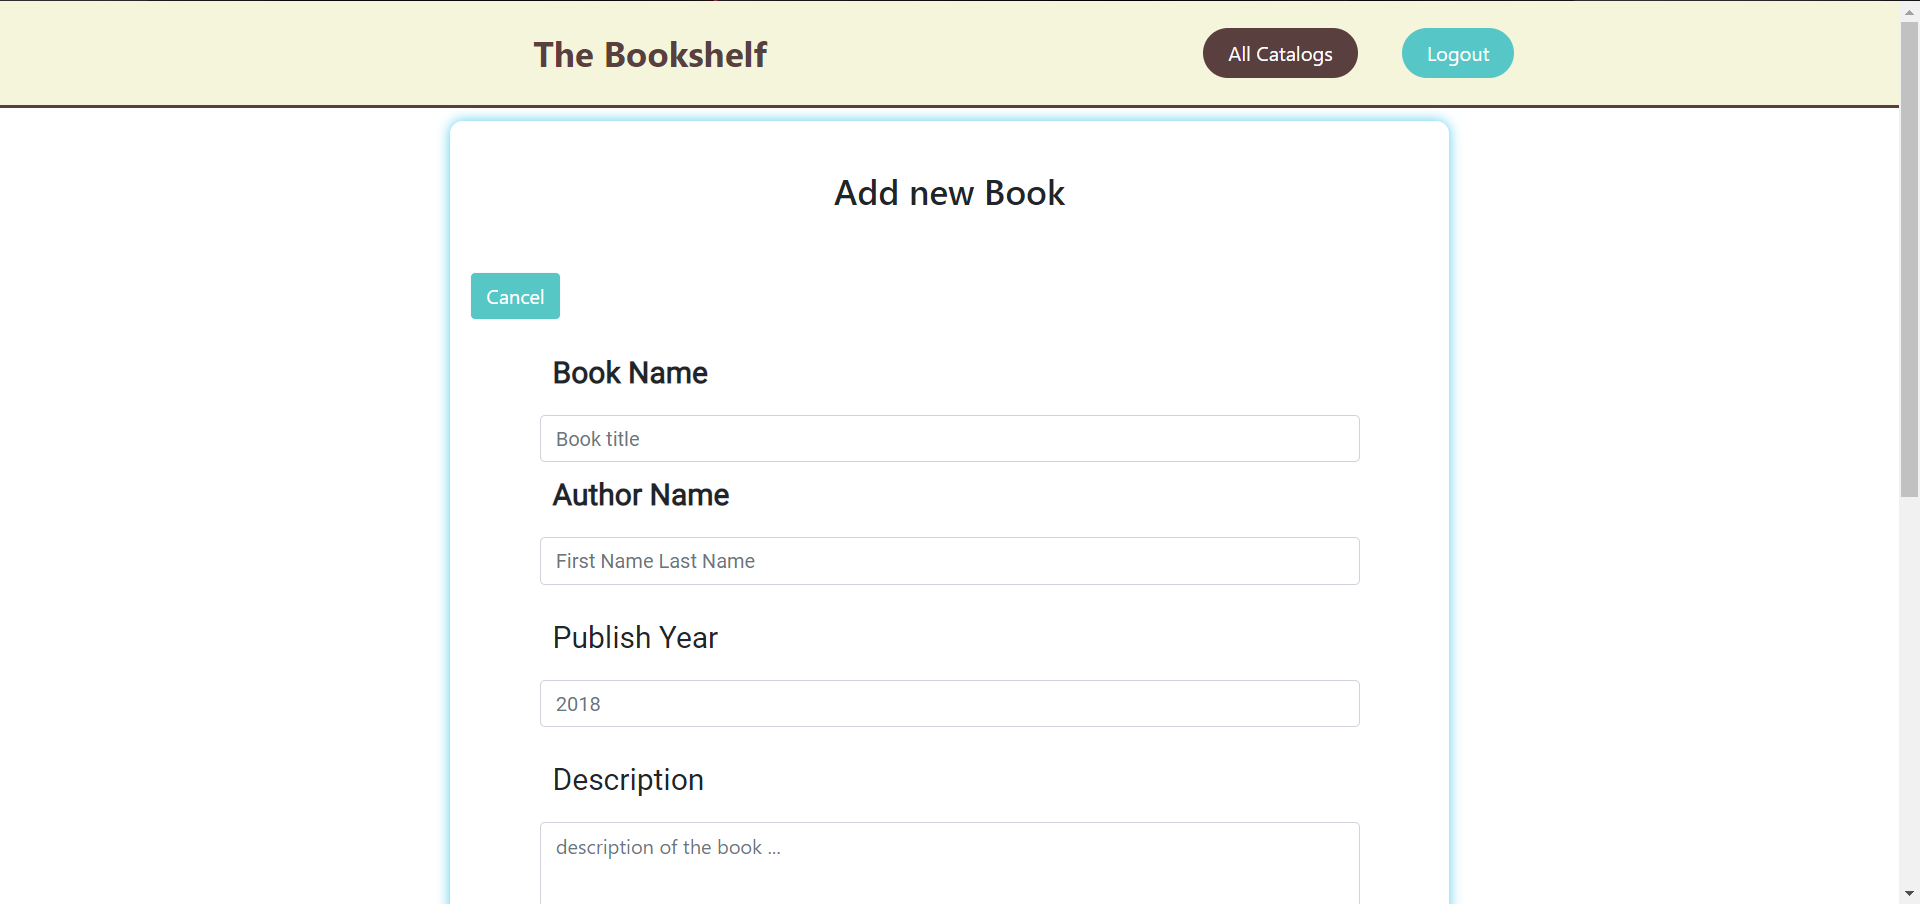 The Bookshelf
All Catalogs
Logout
Add new Book
Cancel
Book Name
Book title
Author Name
First Name Last Name
Publish Year
2018
Description
description of the book ...